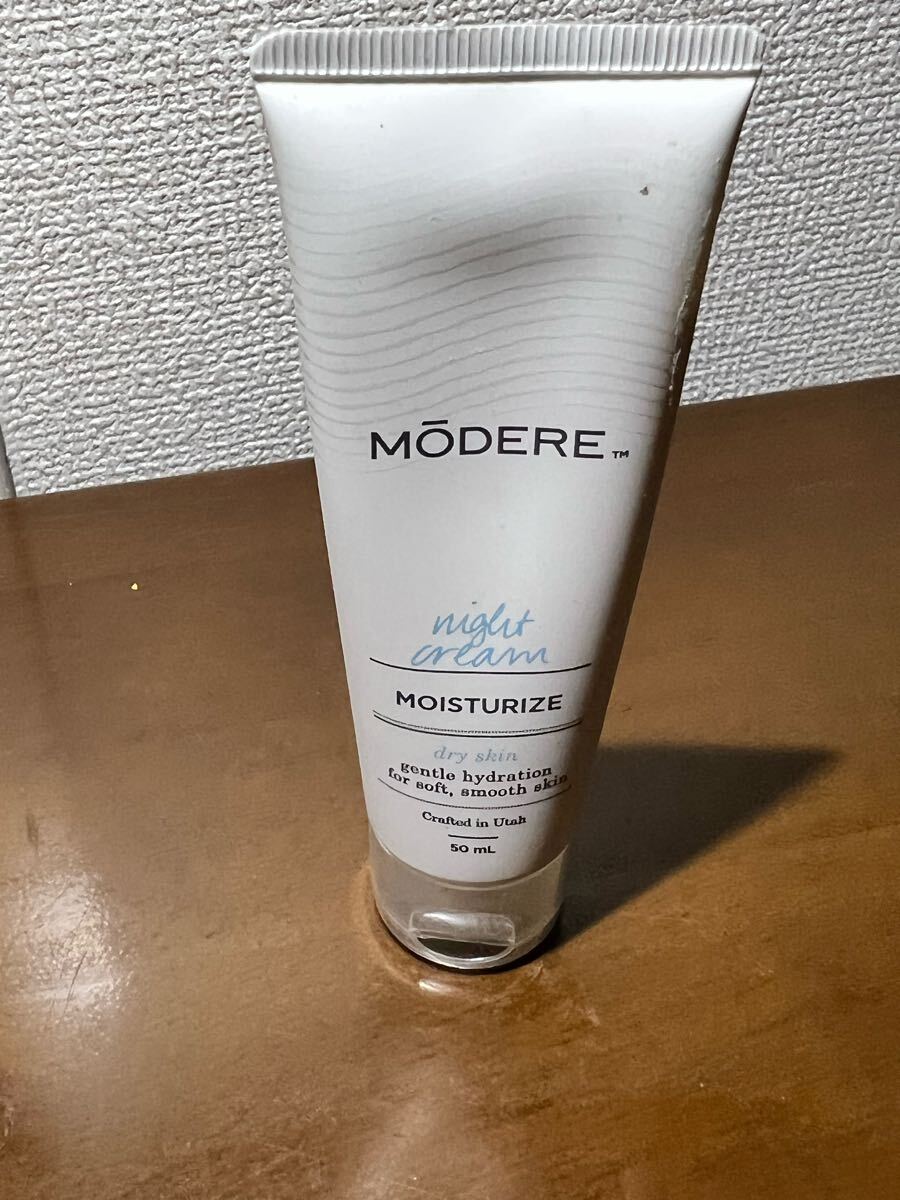 MŌDERE™
night
cream
MOISTURIZE
dry skin
gentle hydration
for soft, smooth skin
Crafted in Utah
50 mL